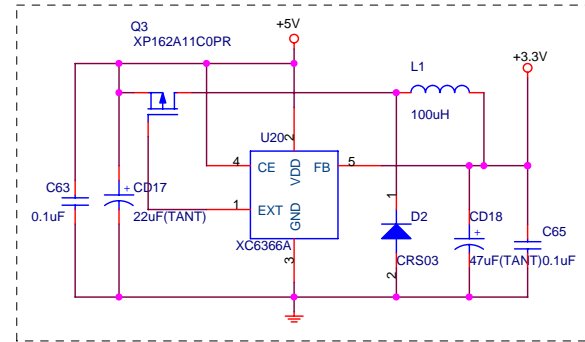 Q3
XP162A11C0PR
+5V
+3.3V
L1
100uH
U20
2
4
CE
VDD
FB
5
C63
0.1uF
CD17
+
22uF(TANT)
1
EXT
GND
XC6366A
3
1
D2
CRS03
2
CD18
+
47uF(TANT)
C65
0.1uF